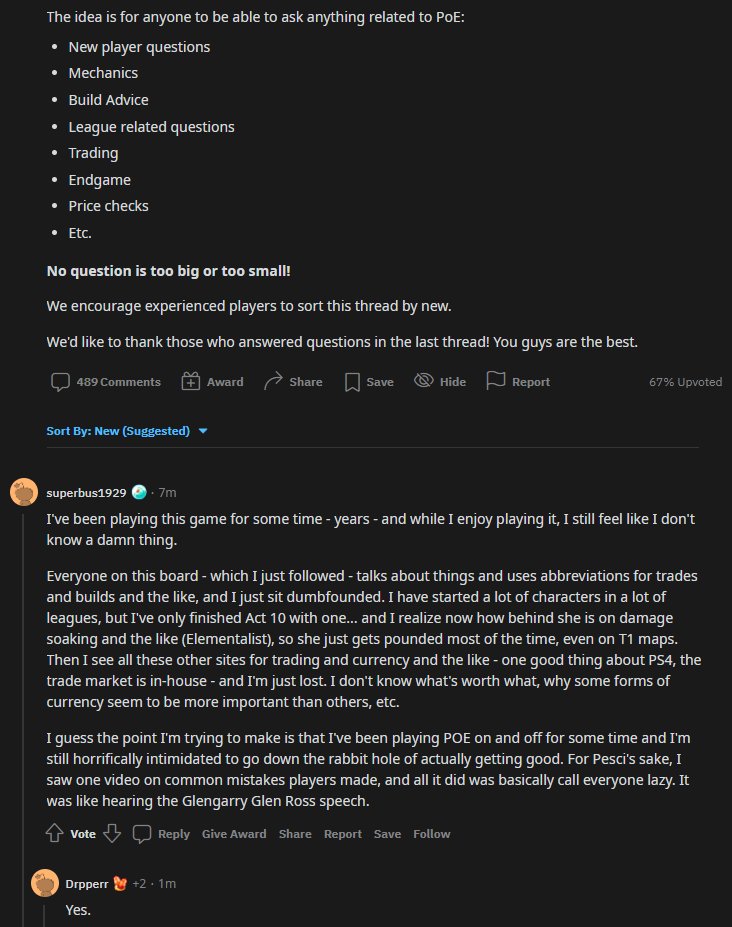 The idea is for anyone to be able to ask anything related to PoE:
New player questions
Mechanics
Build Advice
League related questions
Trading
Endgame
Price checks
Etc.
No question is too big or too small!
We encourage experienced players to sort this thread by new.
We'd like to thank those who answered questions in the last thread! You guys are the best.
489 Comments Award Share Save Hide Report 67% Upvoted
Sort By: New (Suggested)
superbus1929 · 7m
I've been playing this game for some time - years - and while I enjoy playing it, I still feel like I don't
know a damn thing.
Everyone on this board - which I just followed - talks about things and uses abbreviations for trades
and builds and the like, and I just sit dumbfounded. I have started a lot of characters in a lot of
leagues, but I've only finished Act 10 with one... and I realize now how behind she is on damage
soaking and the like (Elementalist), so she just gets pounded most of the time, even on T1 maps.
Then I see all these other sites for trading and currency and the like - one good thing about PS4, the
trade market is in-house - and I'm just lost. I don't know what's worth what, why some forms of
currency seem to be more important than others, etc.
I guess the point I'm trying to make is that I've been playing POE on and off for some time and I'm
still horrifically intimidated to go down the rabbit hole of actually getting good. For Pesci's sake, I
saw one video on common mistakes players made, and all it did was basically call everyone lazy. It
was like hearing the Glengarry Glen Ross speech.
Vote Reply Give Award Share Report Save Follow
Drpperr +2 · 1m
Yes.